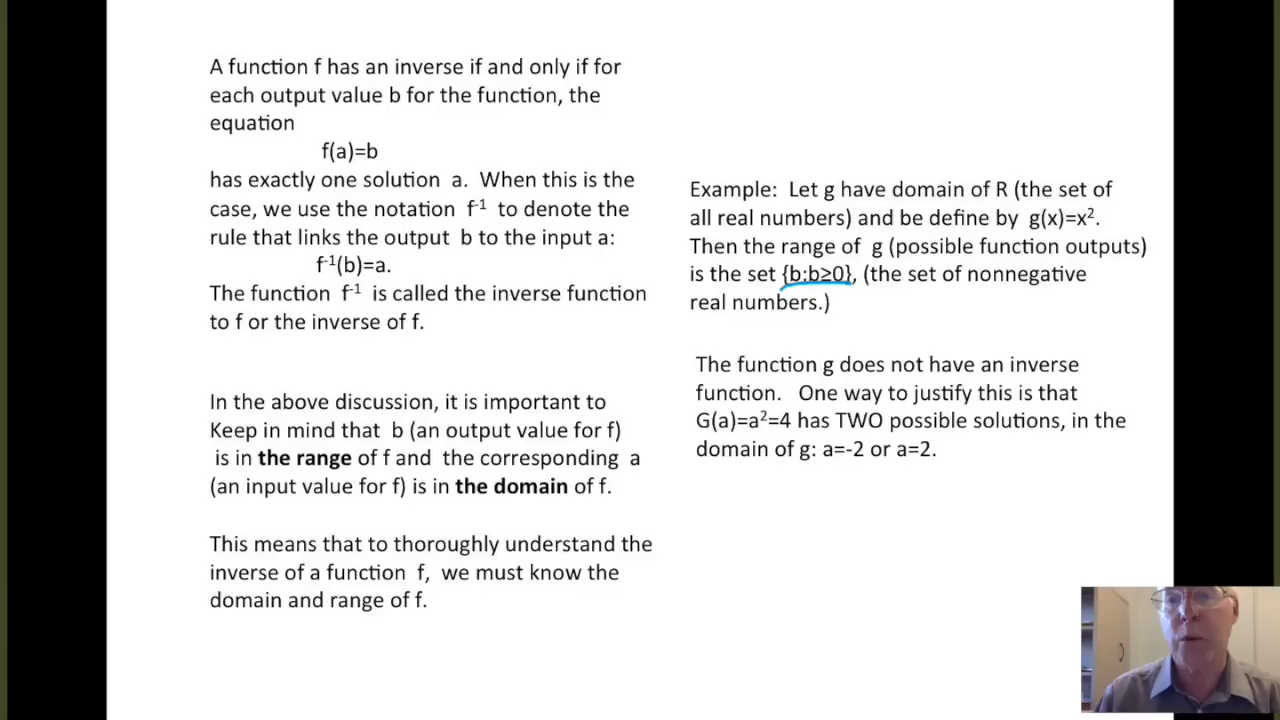 A function f has an inverse if and only if for
each output value b for the function, the
equation
f(a)=b
has exactly one solution a. When this is the
case, we use the notation f⁻¹ to denote the
rule that links the output b to the input a:
f⁻¹(b)=a.
The function f⁻¹ is called the inverse function
to f or the inverse of f.
In the above discussion, it is important to
Keep in mind that b (an output value for f)
is in the range of f and the corresponding a
(an input value for f) is in the domain of f.
This means that to thoroughly understand the
inverse of a function f, we must know the
domain and range of f.
Example: Let g have domain of R (the set of
all real numbers) and be define by g(x)=x².
Then the range of g (possible function outputs)
is the set {b:b≥0}, (the set of nonnegative
real numbers.)
The function g does not have an inverse
function. One way to justify this is that
G(a)=a²=4 has TWO possible solutions, in the
domain of g: a=-2 or a=2.